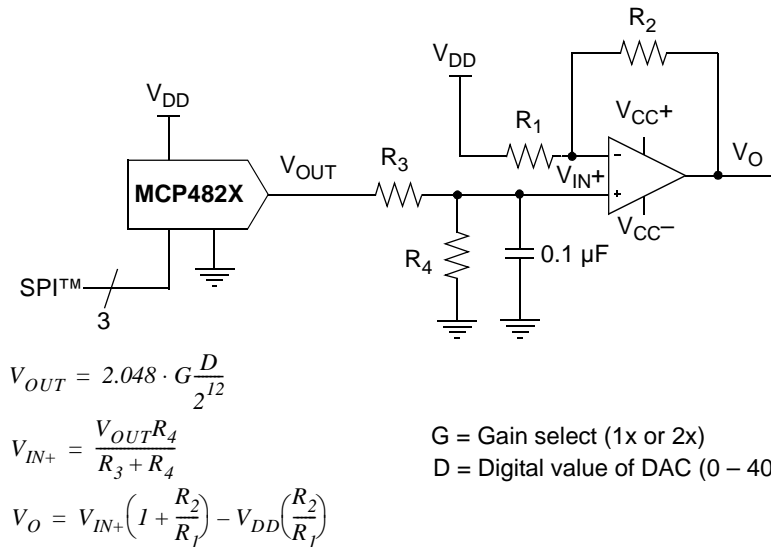 R2
VDD
R1
VCC+
VDD
VOUT
R3
VO
MCP482X
VIN+
-
+
VCC–
R4
0.1 µF
SPI™
3
VOUT = 2.048 · G D/2^12
VIN+ = VOUTR4/(R3 + R4)
G = Gain select (1x or 2x)
D = Digital value of DAC (0 – 40
VO = VIN+(1 + R2/R1) – VDD(R2/R1)